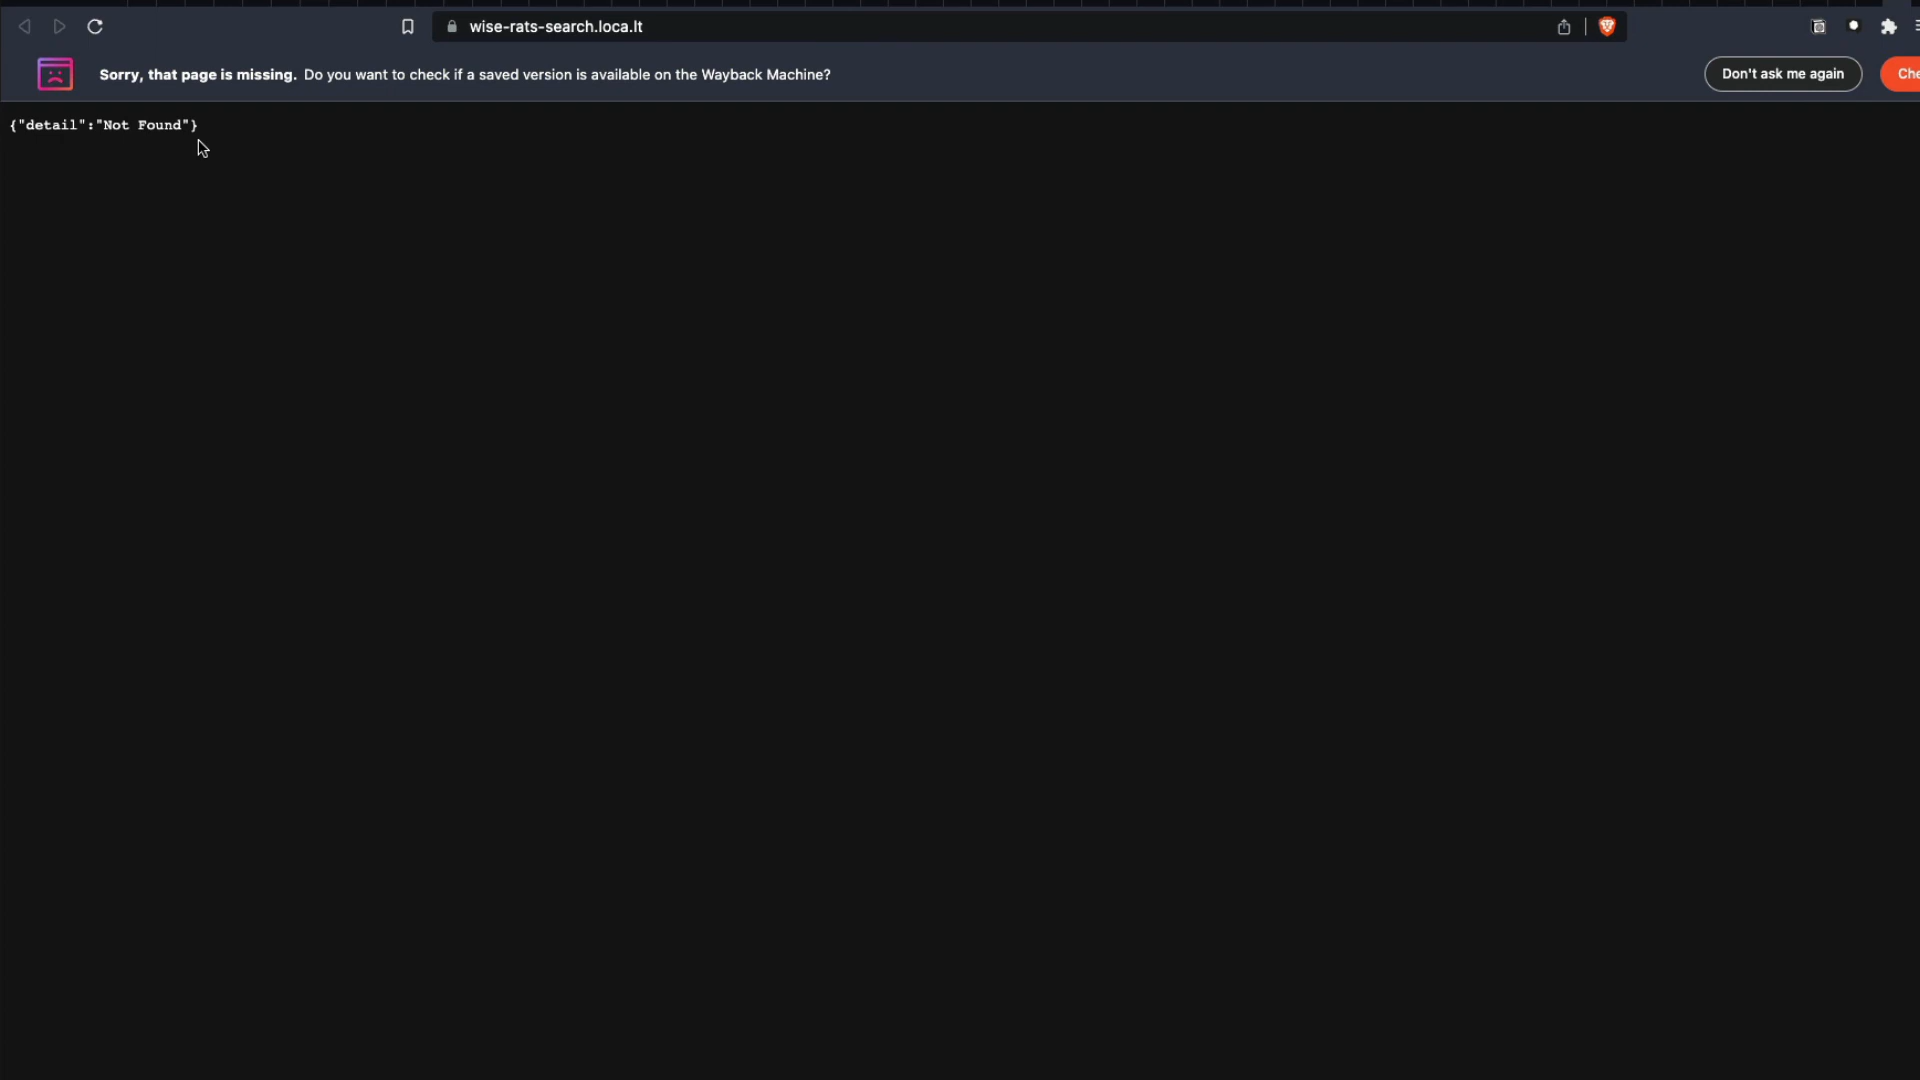 wise-rats-search.loca.lt
Sorry, that page is missing. Do you want to check if a saved version is available on the Wayback Machine?
Don't ask me again
Che
{"detail":"Not Found"}